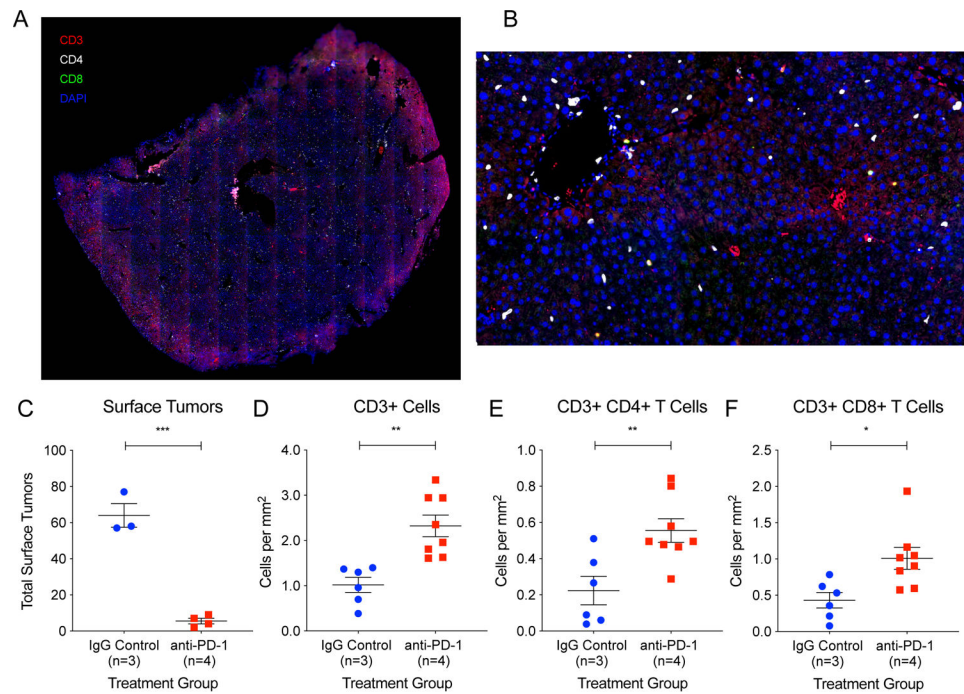 A
B
CD3
CD4
CD8
DAPI
C
Surface Tumors
***
Total Surface Tumors
100
80
60
40
20
0
IgG Control
(n=3)
anti-PD-1
(n=4)
Treatment Group
D
CD3+ Cells
**
Cells per mm2
4.0
3.0
2.0
1.0
0.0
IgG Control
(n=3)
anti-PD-1
(n=4)
Treatment Group
E
CD3+ CD4+ T Cells
**
Cells per mm2
1.0
0.8
0.6
0.4
0.2
0.0
IgG Control
(n=3)
anti-PD-1
(n=4)
Treatment Group
F
CD3+ CD8+ T Cells
*
Cells per mm2
2.5
2.0
1.5
1.0
0.5
0.0
IgG Control
(n=3)
anti-PD-1
(n=4)
Treatment Group